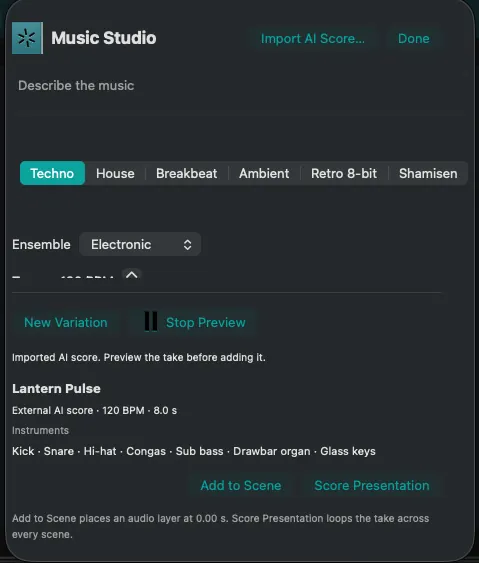 Music Studio
Import AI Score...
Done
Describe the music
Techno
House
Breakbeat
Ambient
Retro 8-bit
Shamisen
Ensemble
Electronic
New Variation
Stop Preview
Imported AI score. Preview the take before adding it.
Lantern Pulse
External AI score · 120 BPM · 8.0 s
Instruments
Kick · Snare · Hi-hat · Congas · Sub bass · Drawbar organ · Glass keys
Add to Scene
Score Presentation
Add to Scene places an audio layer at 0.00 s. Score Presentation loops the take across
every scene.